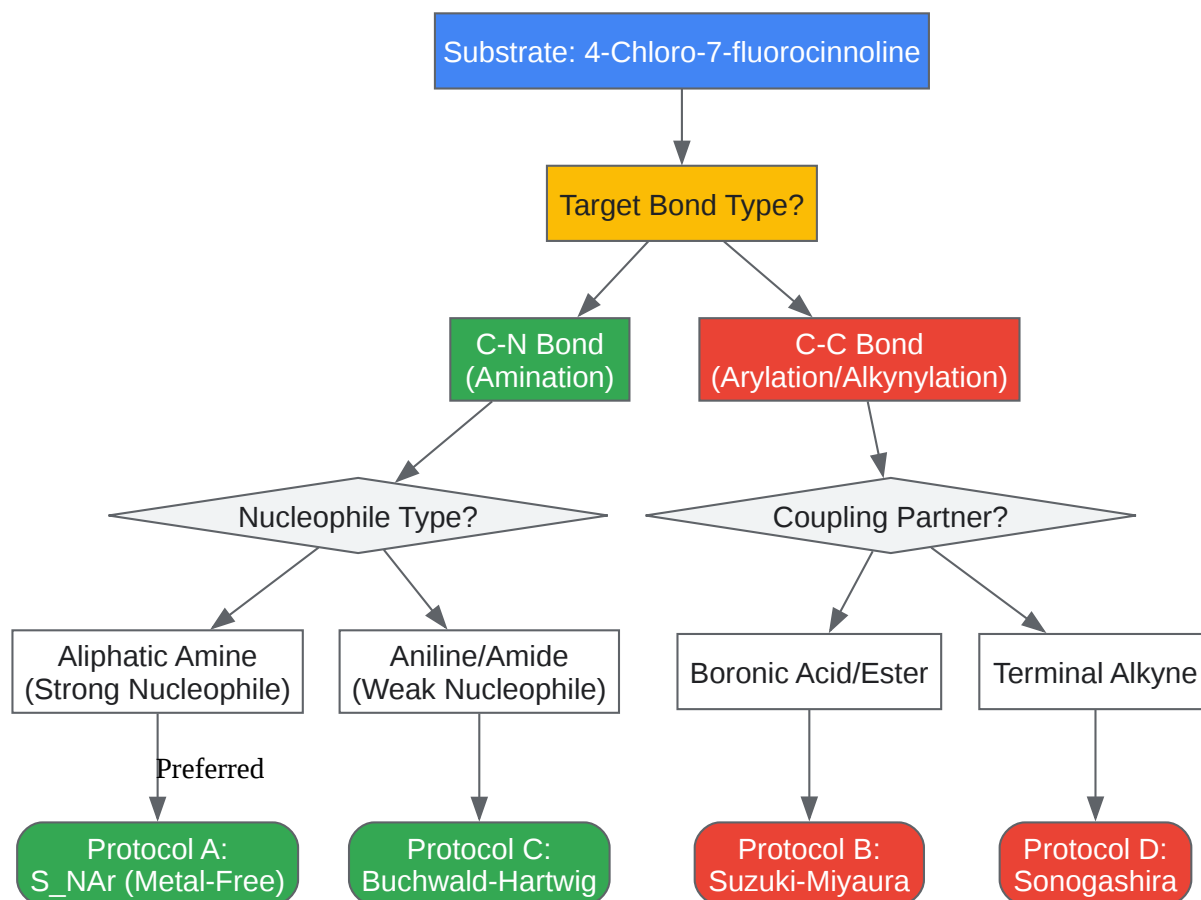 Substrate: 4-Chloro-7-fluorocinnoline
Target Bond Type?
C-N Bond
(Amination)
C-C Bond
(Arylation/Alkynylation)
Nucleophile Type?
Coupling Partner?
Aliphatic Amine
(Strong Nucleophile)
Aniline/Amide
(Weak Nucleophile)
Boronic Acid/Ester
Terminal Alkyne
Preferred
Protocol A:
S_NAr (Metal-Free)
Protocol C:
Buchwald-Hartwig
Protocol B:
Suzuki-Miyaura
Protocol D:
Sonogashira